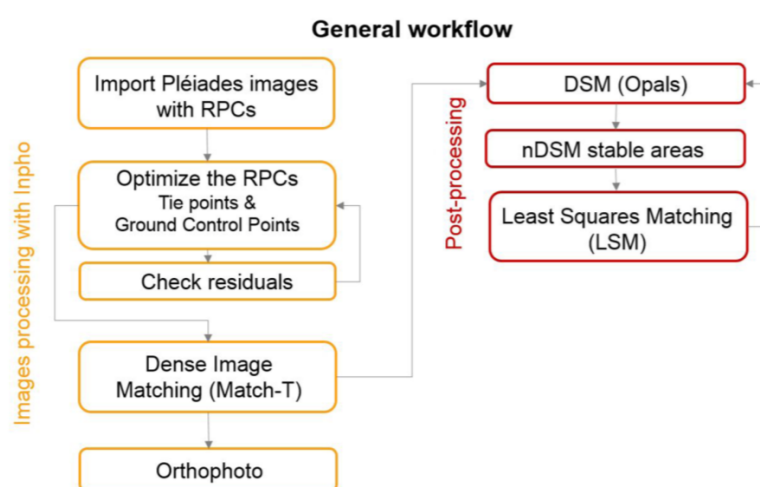 General workflow
Images processing with Inpho
Import Pléiades images
with RPCs
Optimize the RPCs
Tie points &
Ground Control Points
Check residuals
Dense Image
Matching (Match-T)
Orthophoto
Post-processing
DSM (Opals)
nDSM stable areas
Least Squares Matching
(LSM)